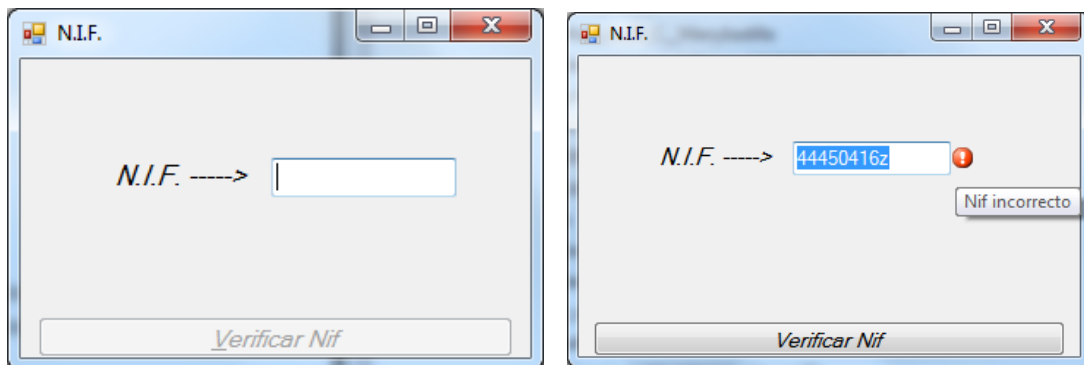 N.I.F.
N.I.F. ----->
Verificar Nif
N.I.F.
N.I.F. ----->
44450416z
Nif incorrecto
Verificar Nif